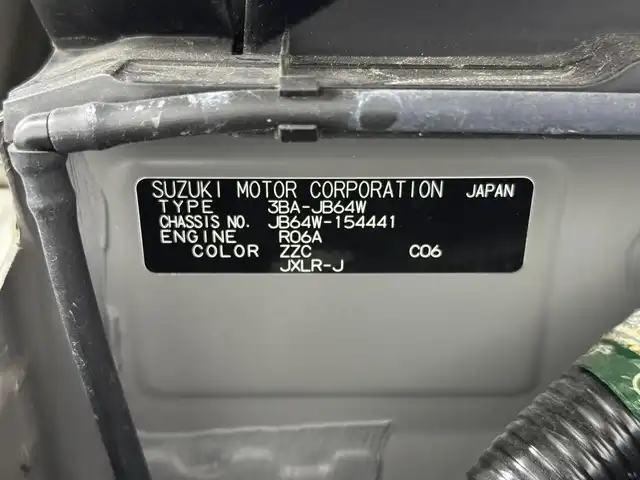 SUZUKI MOTOR CORPORATION JAPAN
TYPE 3BA-JB64W
CHASSIS NO. JB64W-154441
ENGINE R06A
COLOR ZZC C06
JXLR-J